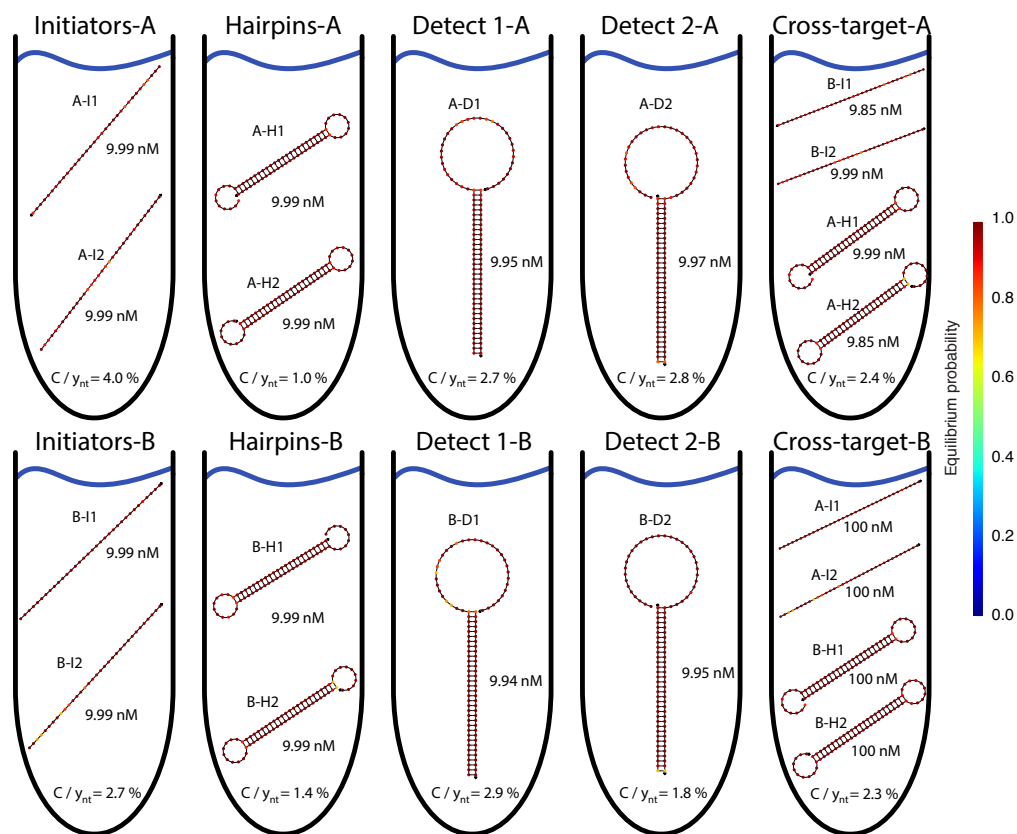 Initiators-A
A-I1
9.99 nM
A-I2
9.99 nM
C / ynt = 4.0 %
Hairpins-A
A-H1
9.99 nM
A-H2
9.99 nM
C / ynt = 1.0 %
Detect 1-A
A-D1
9.95 nM
C / ynt = 2.7 %
Detect 2-A
A-D2
9.97 nM
C / ynt = 2.8 %
Cross-target-A
B-I1
9.85 nM
B-I2
9.99 nM
A-H1
9.99 nM
A-H2
9.85 nM
C / ynt = 2.4 %
Initiators-B
B-I1
9.99 nM
B-I2
9.99 nM
C / ynt = 2.7 %
Hairpins-B
B-H1
9.99 nM
B-H2
9.99 nM
C / ynt = 1.4 %
Detect 1-B
B-D1
9.94 nM
C / ynt = 2.9 %
Detect 2-B
B-D2
9.95 nM
C / ynt = 1.8 %
Cross-target-B
A-I1
100 nM
A-I2
100 nM
B-H1
100 nM
B-H2
100 nM
C / ynt = 2.3 %
Equilibrium probability
1.0
0.8
0.6
0.4
0.2
0.0